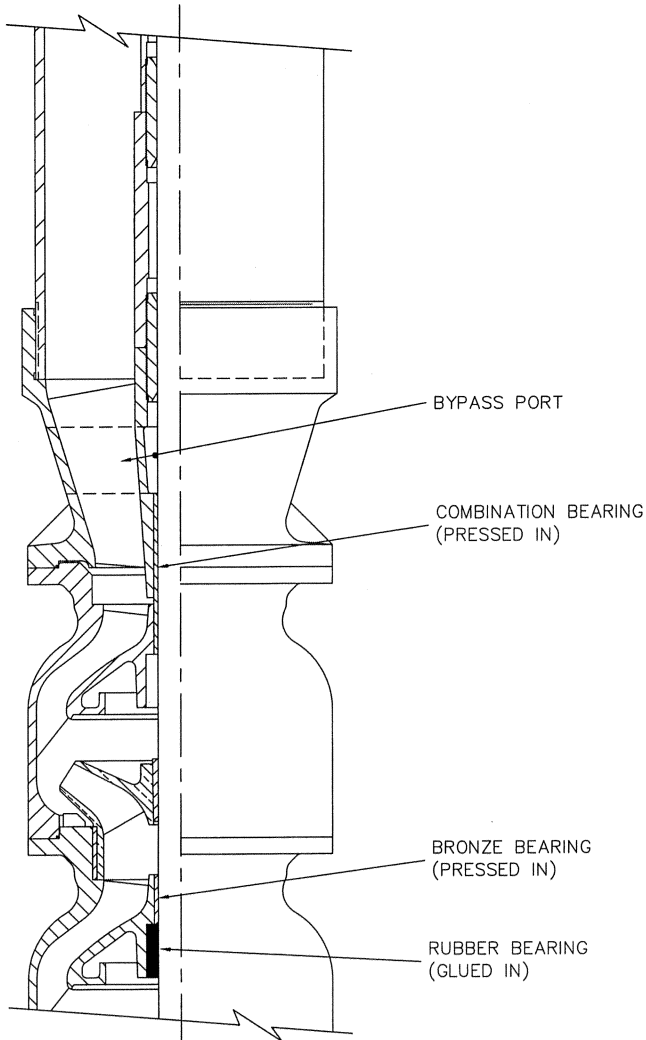 BYPASS PORT
COMBINATION BEARING
(PRESSED IN)
BRONZE BEARING
(PRESSED IN)
RUBBER BEARING
(GLUED IN)